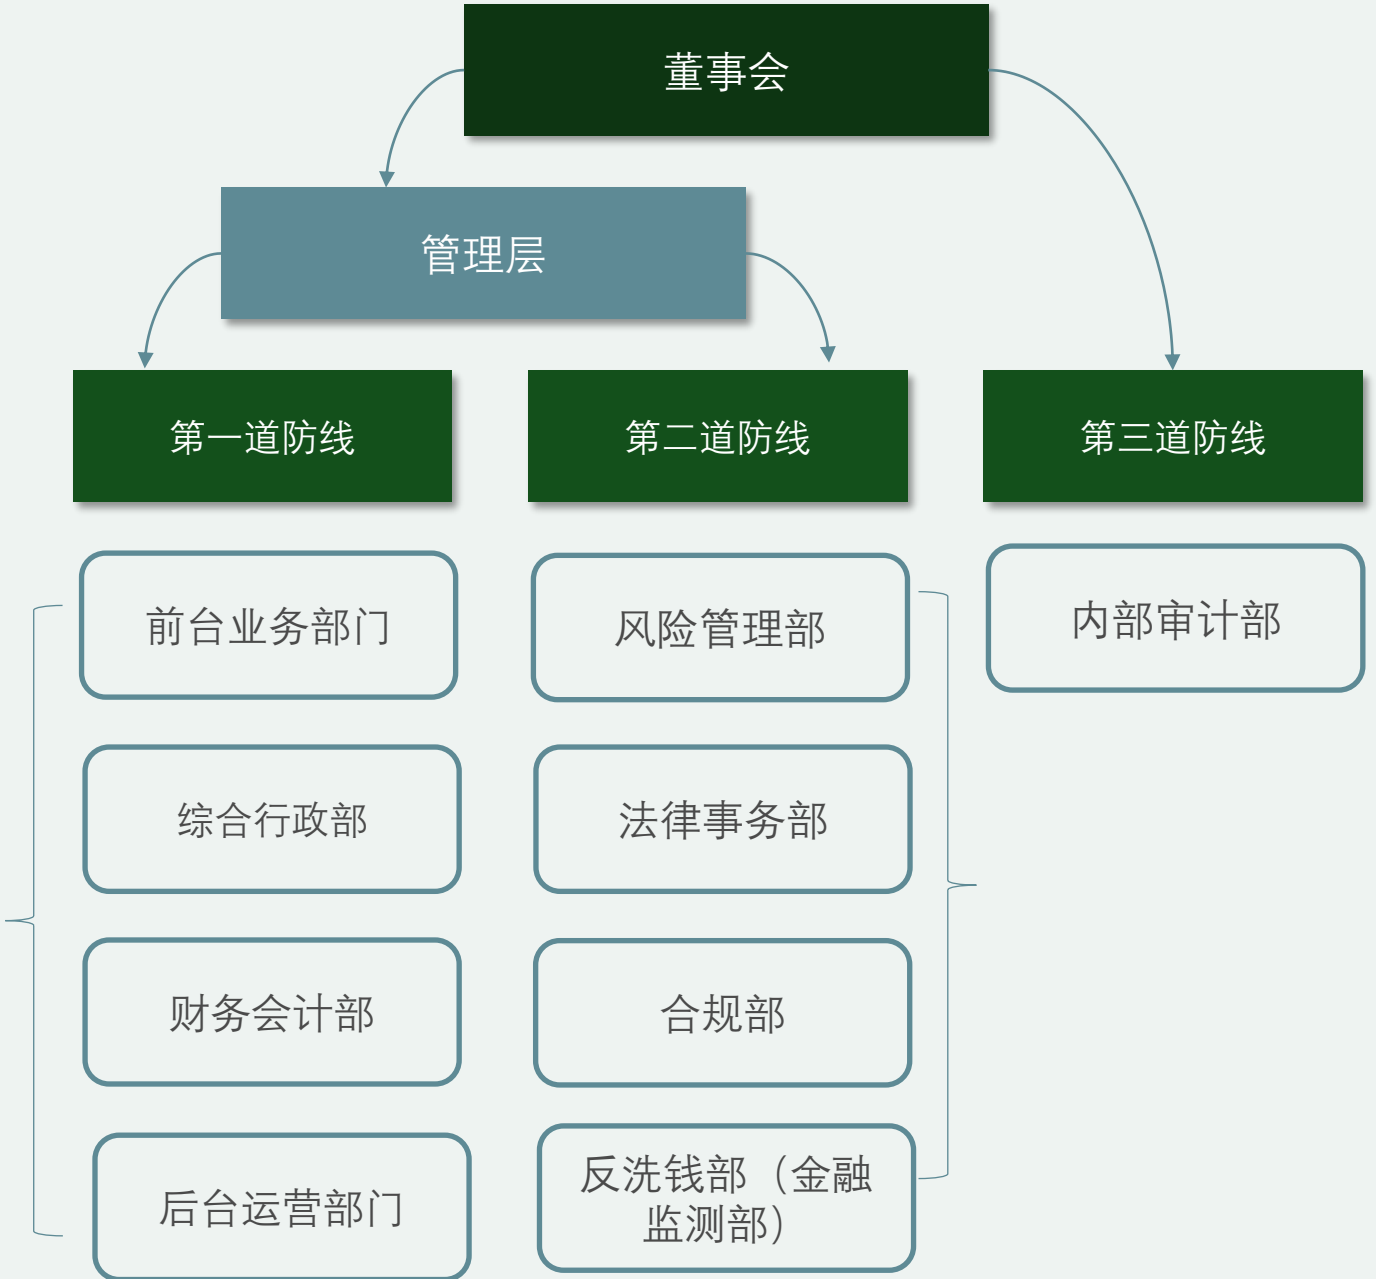 董事会
管理层
第一道防线
第二道防线
第三道防线
前台业务部门
风险管理部
内部审计部
综合行政部
法律事务部
财务会计部
合规部
后台运营部门
反洗钱部（金融
监测部）